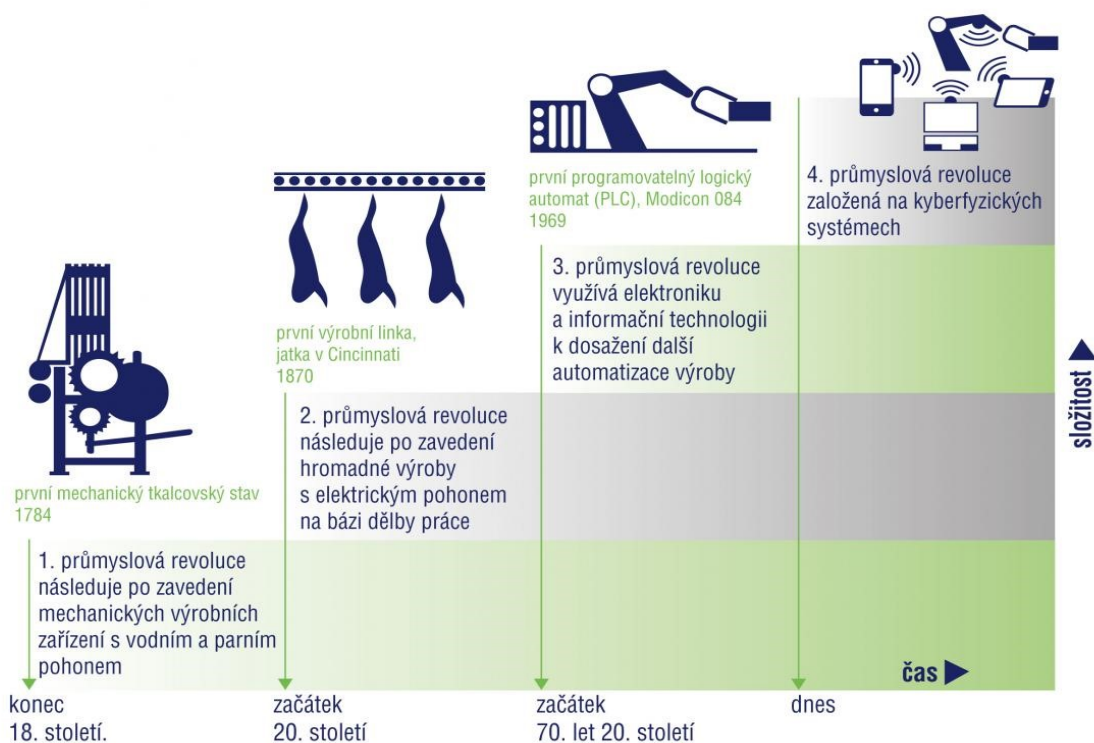 první mechanický tkalcovský stav
1784
1. průmyslová revoluce
následuje po zavedení
mechanických výrobních
zařízení s vodním a parním
pohonem
konec
18. století.
první výrobní linka,
jatka v Cincinnati
1870
2. průmyslová revoluce
následuje po zavedení
hromadné výroby
s elektrickým pohonem
na bázi dělby práce
začátek
20. století
první programovatelný logický
automat (PLC), Modicon 084
1969
3. průmyslová revoluce
využívá elektroniku
a informační technologii
k dosažení další
automatizace výroby
začátek
70. let 20. století
4. průmyslová revoluce
založená na kyberfyzických
systémech
dnes
čas
složitost